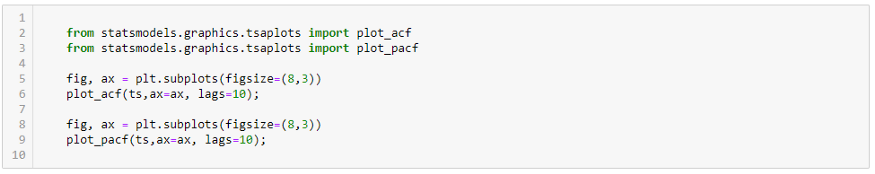 1
2 from statsmodels.graphics.tsaplots import plot_acf
3 from statsmodels.graphics.tsaplots import plot_pacf
4
5 fig, ax = plt.subplots(figsize=(8,3))
6 plot_acf(ts,ax=ax, lags=10);
7
8 fig, ax = plt.subplots(figsize=(8,3))
9 plot_pacf(ts,ax=ax, lags=10);
10